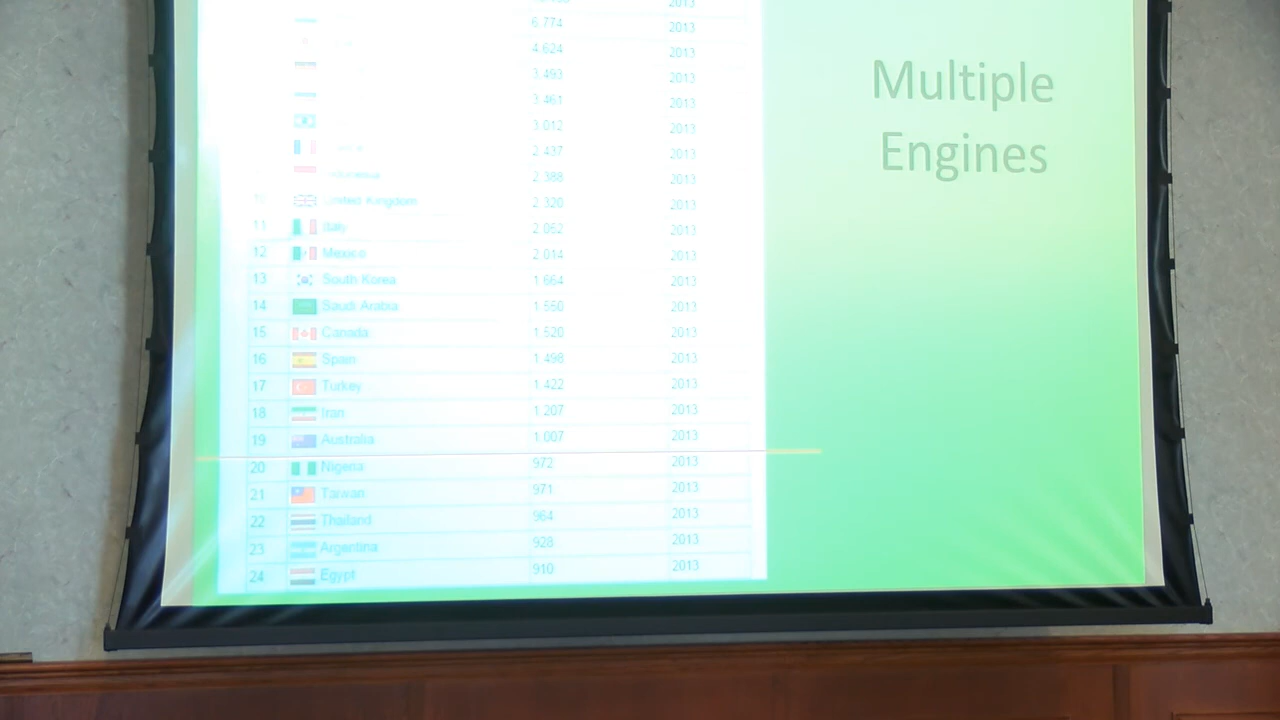 2013
6.774 2013
4.624 2013
3.493 2013
3.461 2013
3.012 2013
2.437 2013
2.388 2013
United Kingdom 2.320 2013
11 Italy 2.062 2013
12 Mexico 2 014 2013
13 South Korea 1 664 2013
14 Saudi Arabia 1.550 2013
15 Canada 1 520 2013
16 Spain 1 498 2013
17 Turkey 1 422 2013
18 Iran 1.207 2013
19 Australia 1 007 2013
20 Nigeria 972 2013
21 Taiwan 971 2013
22 Thailand 964 2013
23 Argentina 928 2013
24 Egypt 910 2013
Multiple
Engines